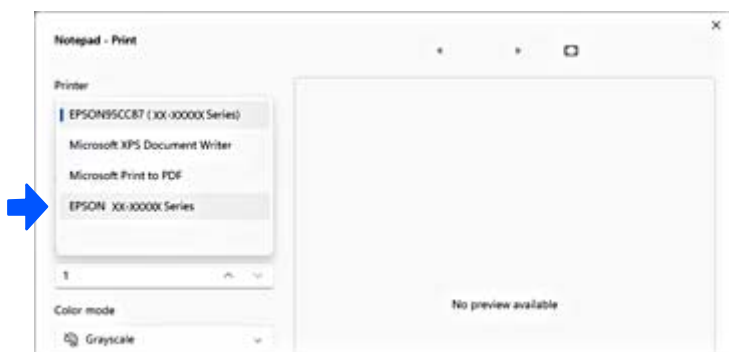 Notepad - Print
Printer
EPSON95CC87 (XX-XXXXX Series)
Microsoft XPS Document Writer
Microsoft Print to PDF
EPSON XX-XXXXX Series
1
No preview available
Color mode
Grayscale